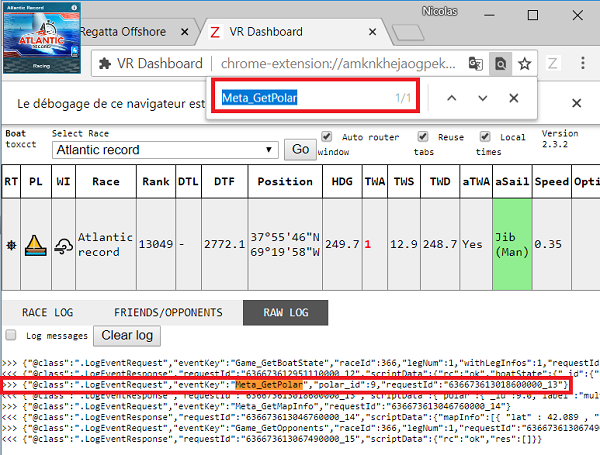 Nicolas
Atlantic Record
ATLANTIC
RECORD
Racing
Regatta Offshore
VR Dashboard
VR Dashboard
chrome-extension://amknkhejaogpek...
Meta_GetPolar
1/1
Le débogage de ce navigateur est
Boat
toxcct
Select Race
Atlantic record
Go
Auto router window
Reuse tabs
Local times
Version 2.3.2
RT PL WI Race Rank DTL DTF Position HDG TWA TWS TWD aTWA aSail Speed Opti
Atlantic record 13049 - 2772.1 37°55'46"N 69°19'58"W 249.7 1 12.9 248.7 Yes Jib (Man) 0.35
RACE LOG FRIENDS/OPPONENTS RAW LOG
Log messages Clear log
>>> {"@class":".LogEventRequest","eventKey":"Game_GetBoatState","raceId":366,"legNum":1,"withLegInfos":1,"requestId
<<< {"@class":".LogEventResponse","requestId":"636673612951110000_12","scriptData":{"rc":"ok","boatState":{"_id":{"
>>> {"@class":".LogEventRequest","eventKey":"Meta_GetPolar","polar_id":9,"requestId":"636673613018600000_13"}
<<< {"@class":".LogEventResponse","requestId":"636673613018600000_13","scriptData":{"polar":{"_id":9.0,"label":"mul
>>> {"@class":".LogEventRequest","eventKey":"Meta_GetMapInfo","requestId":"636673613046760000_14"}
<<< {"@class":".LogEventResponse","requestId":"636673613046760000_14","scriptData":{"mapInfo":[{ "lat" : 42.089 , "
>>> {"@class":".LogEventRequest","eventKey":"Game_GetOpponents","raceId":366,"legNum":1,"requestId":"63667361306749
<<< {"@class":".LogEventResponse","requestId":"636673613067490000_15","scriptData":{"rc":"ok","res":[]}}